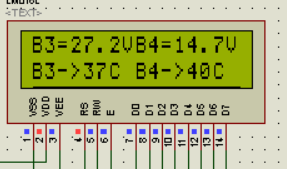 <TEXT>
B3=27.2VB4=14.7V
B3->37C B4->40C
VSS VDD VEE RS RW E D0 D1 D2 D3 D4 D5 D6 D7
1 2 3 4 5 6 7 8 9 10 11 12 13 14